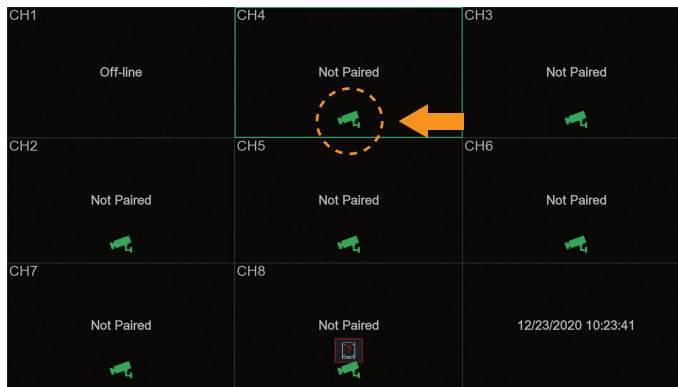 CH1
Off-line
CH4
Not Paired
CH3
Not Paired
CH2
Not Paired
CH5
Not Paired
CH6
Not Paired
CH7
Not Paired
CH8
Not Paired
12/23/2020 10:23:41